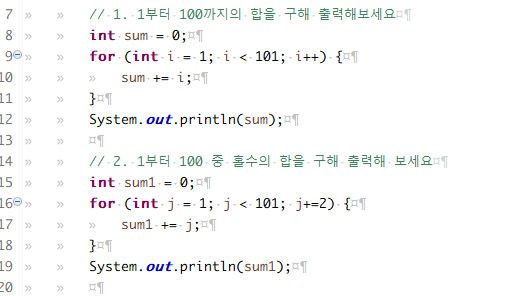 7 // 1. 1부터 100까지의 합을 구해 출력해보세요
8 int sum = 0;
9 for (int i = 1; i < 101; i++) {
10 sum += i;
11 }
12 System.out.println(sum);
13
14 // 2. 1부터 100 중 홀수의 합을 구해 출력해 보세요
15 int sum1 = 0;
16 for (int j = 1; j < 101; j+=2) {
17 sum1 += j;
18 }
19 System.out.println(sum1);
20